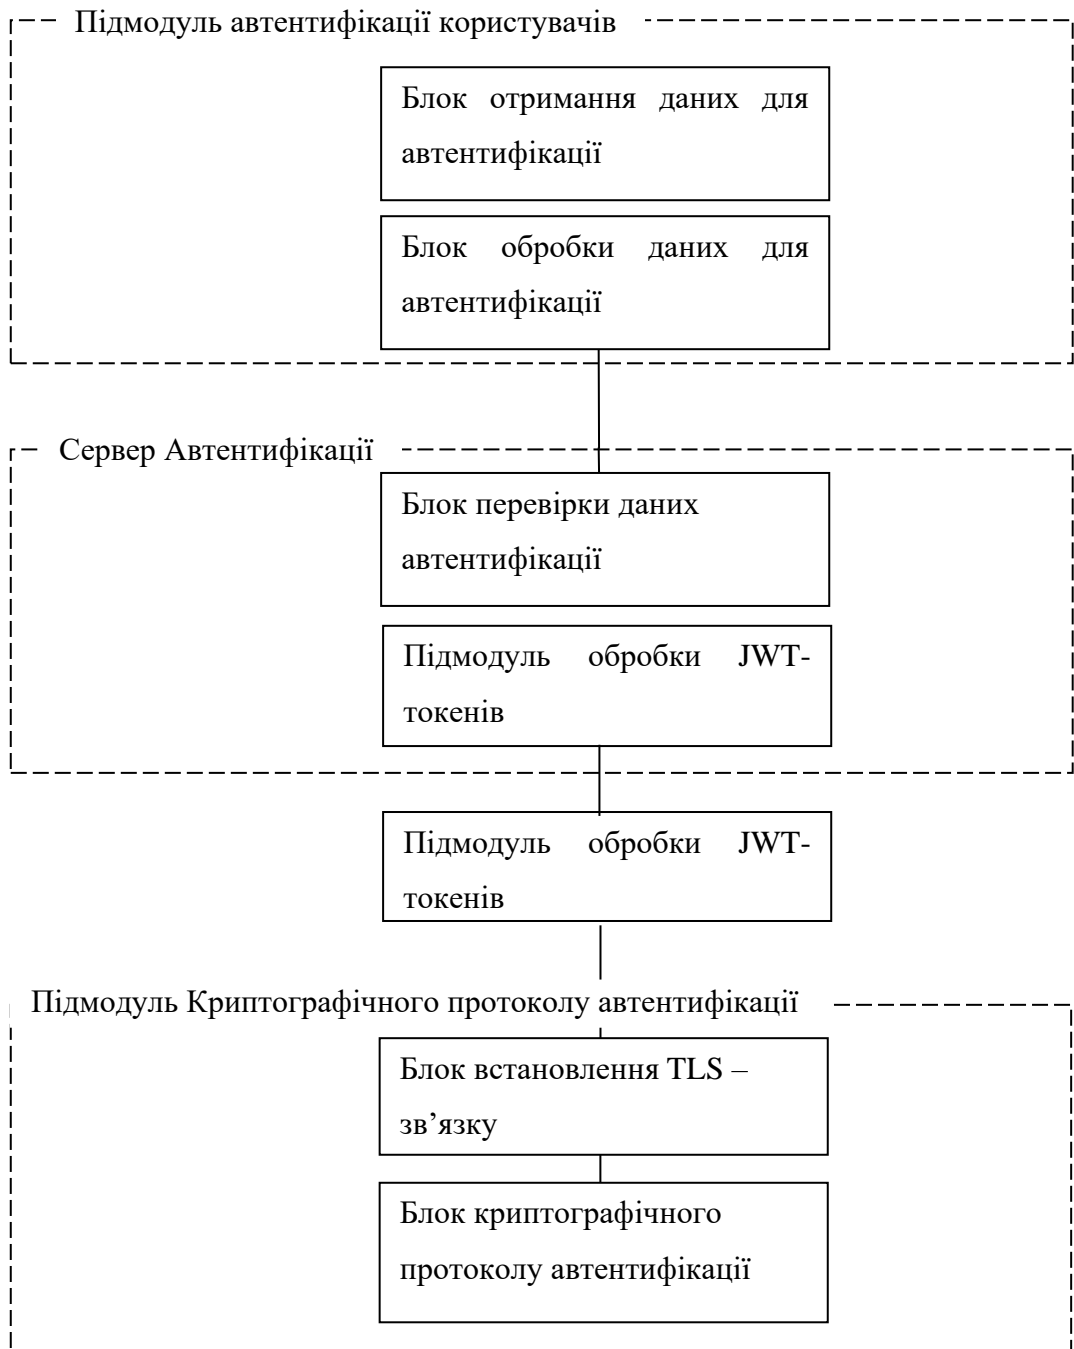 Підмодуль автентифікації користувачів
Блок отримання даних для
автентифікації
Блок обробки даних для
автентифікації
Сервер Автентифікації
Блок перевірки даних
автентифікації
Підмодуль обробки JWT-
токенів
Підмодуль обробки JWT-
токенів
Підмодуль Криптографічного протоколу автентифікації
Блок встановлення TLS –
зв’язку
Блок криптографічного
протоколу автентифікації